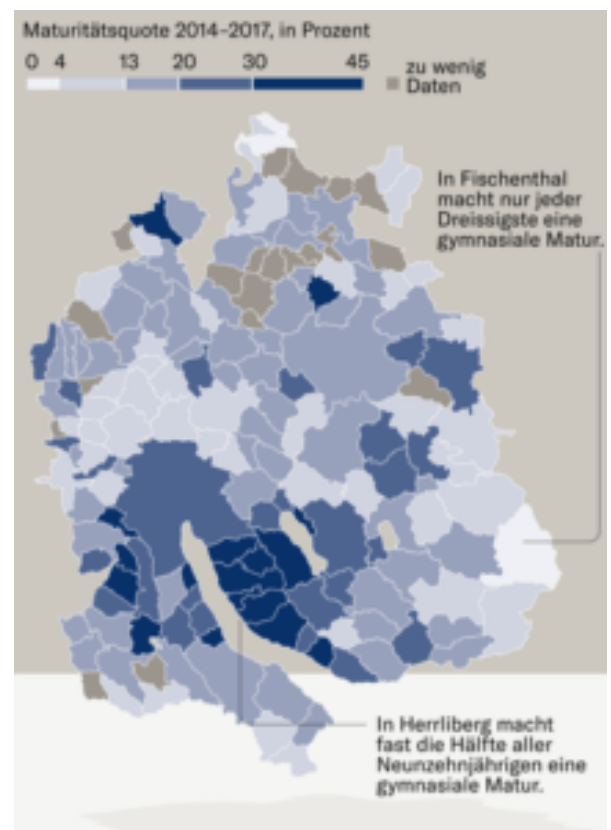 Maturitätsquote 2014–2017, in Prozent
0 4 13 20 30 45
zu wenig
Daten
In Fischenthal
macht nur jeder
Dreissigste eine
gymnasiale Matur.
In Herrliberg macht
fast die Hälfte aller
Neunzehnjährigen eine
gymnasiale Matur.